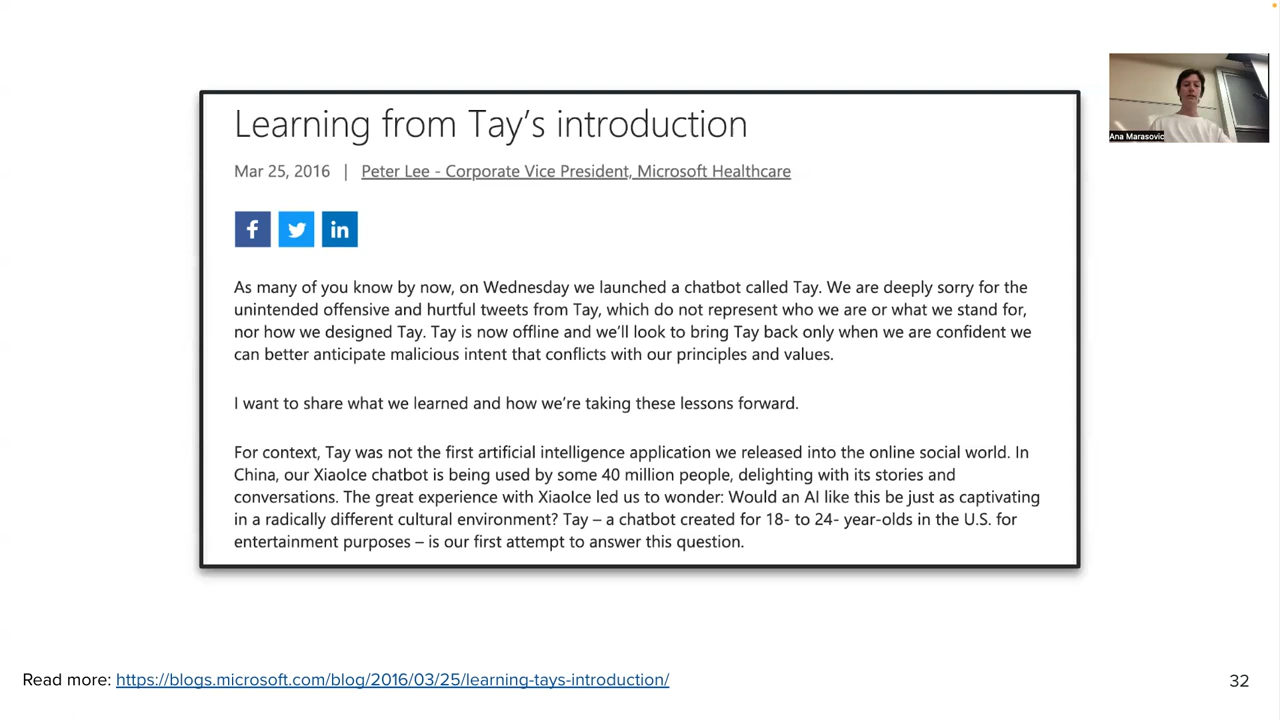 Learning from Tay's introduction
Mar 25, 2016 | Peter Lee - Corporate Vice President, Microsoft Healthcare
f in
As many of you know by now, on Wednesday we launched a chatbot called Tay. We are deeply sorry for the
unintended offensive and hurtful tweets from Tay, which do not represent who we are or what we stand for,
nor how we designed Tay. Tay is now offline and we'll look to bring Tay back only when we are confident we
can better anticipate malicious intent that conflicts with our principles and values.
I want to share what we learned and how we're taking these lessons forward.
For context, Tay was not the first artificial intelligence application we released into the online social world. In
China, our XiaoIce chatbot is being used by some 40 million people, delighting with its stories and
conversations. The great experience with XiaoIce led us to wonder: Would an AI like this be just as captivating
in a radically different cultural environment? Tay – a chatbot created for 18- to 24- year-olds in the U.S. for
entertainment purposes – is our first attempt to answer this question.
Ana Marasovic
Read more: https://blogs.microsoft.com/blog/2016/03/25/learning-tays-introduction/
32